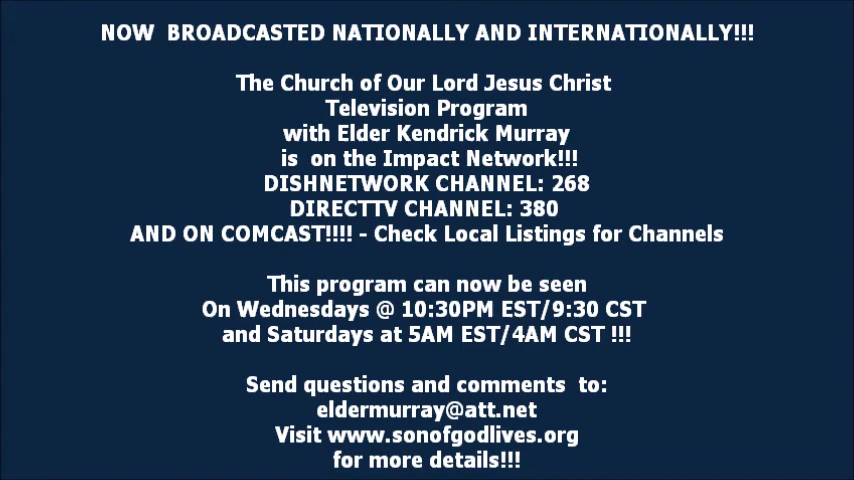 NOW BROADCASTED NATIONALLY AND INTERNATIONALLY!!!
The Church of Our Lord Jesus Christ
Television Program
with Elder Kendrick Murray
is on the Impact Network!!!
DISHNETWORK CHANNEL: 268
DIRECTTV CHANNEL: 380
AND ON COMCAST!!!! - Check Local Listings for Channels
This program can now be seen
On Wednesdays @ 10:30PM EST/9:30 CST
and Saturdays at 5AM EST/4AM CST !!!
Send questions and comments to:
eldermurray@att.net
Visit www.sonofgodlives.org
for more details!!!